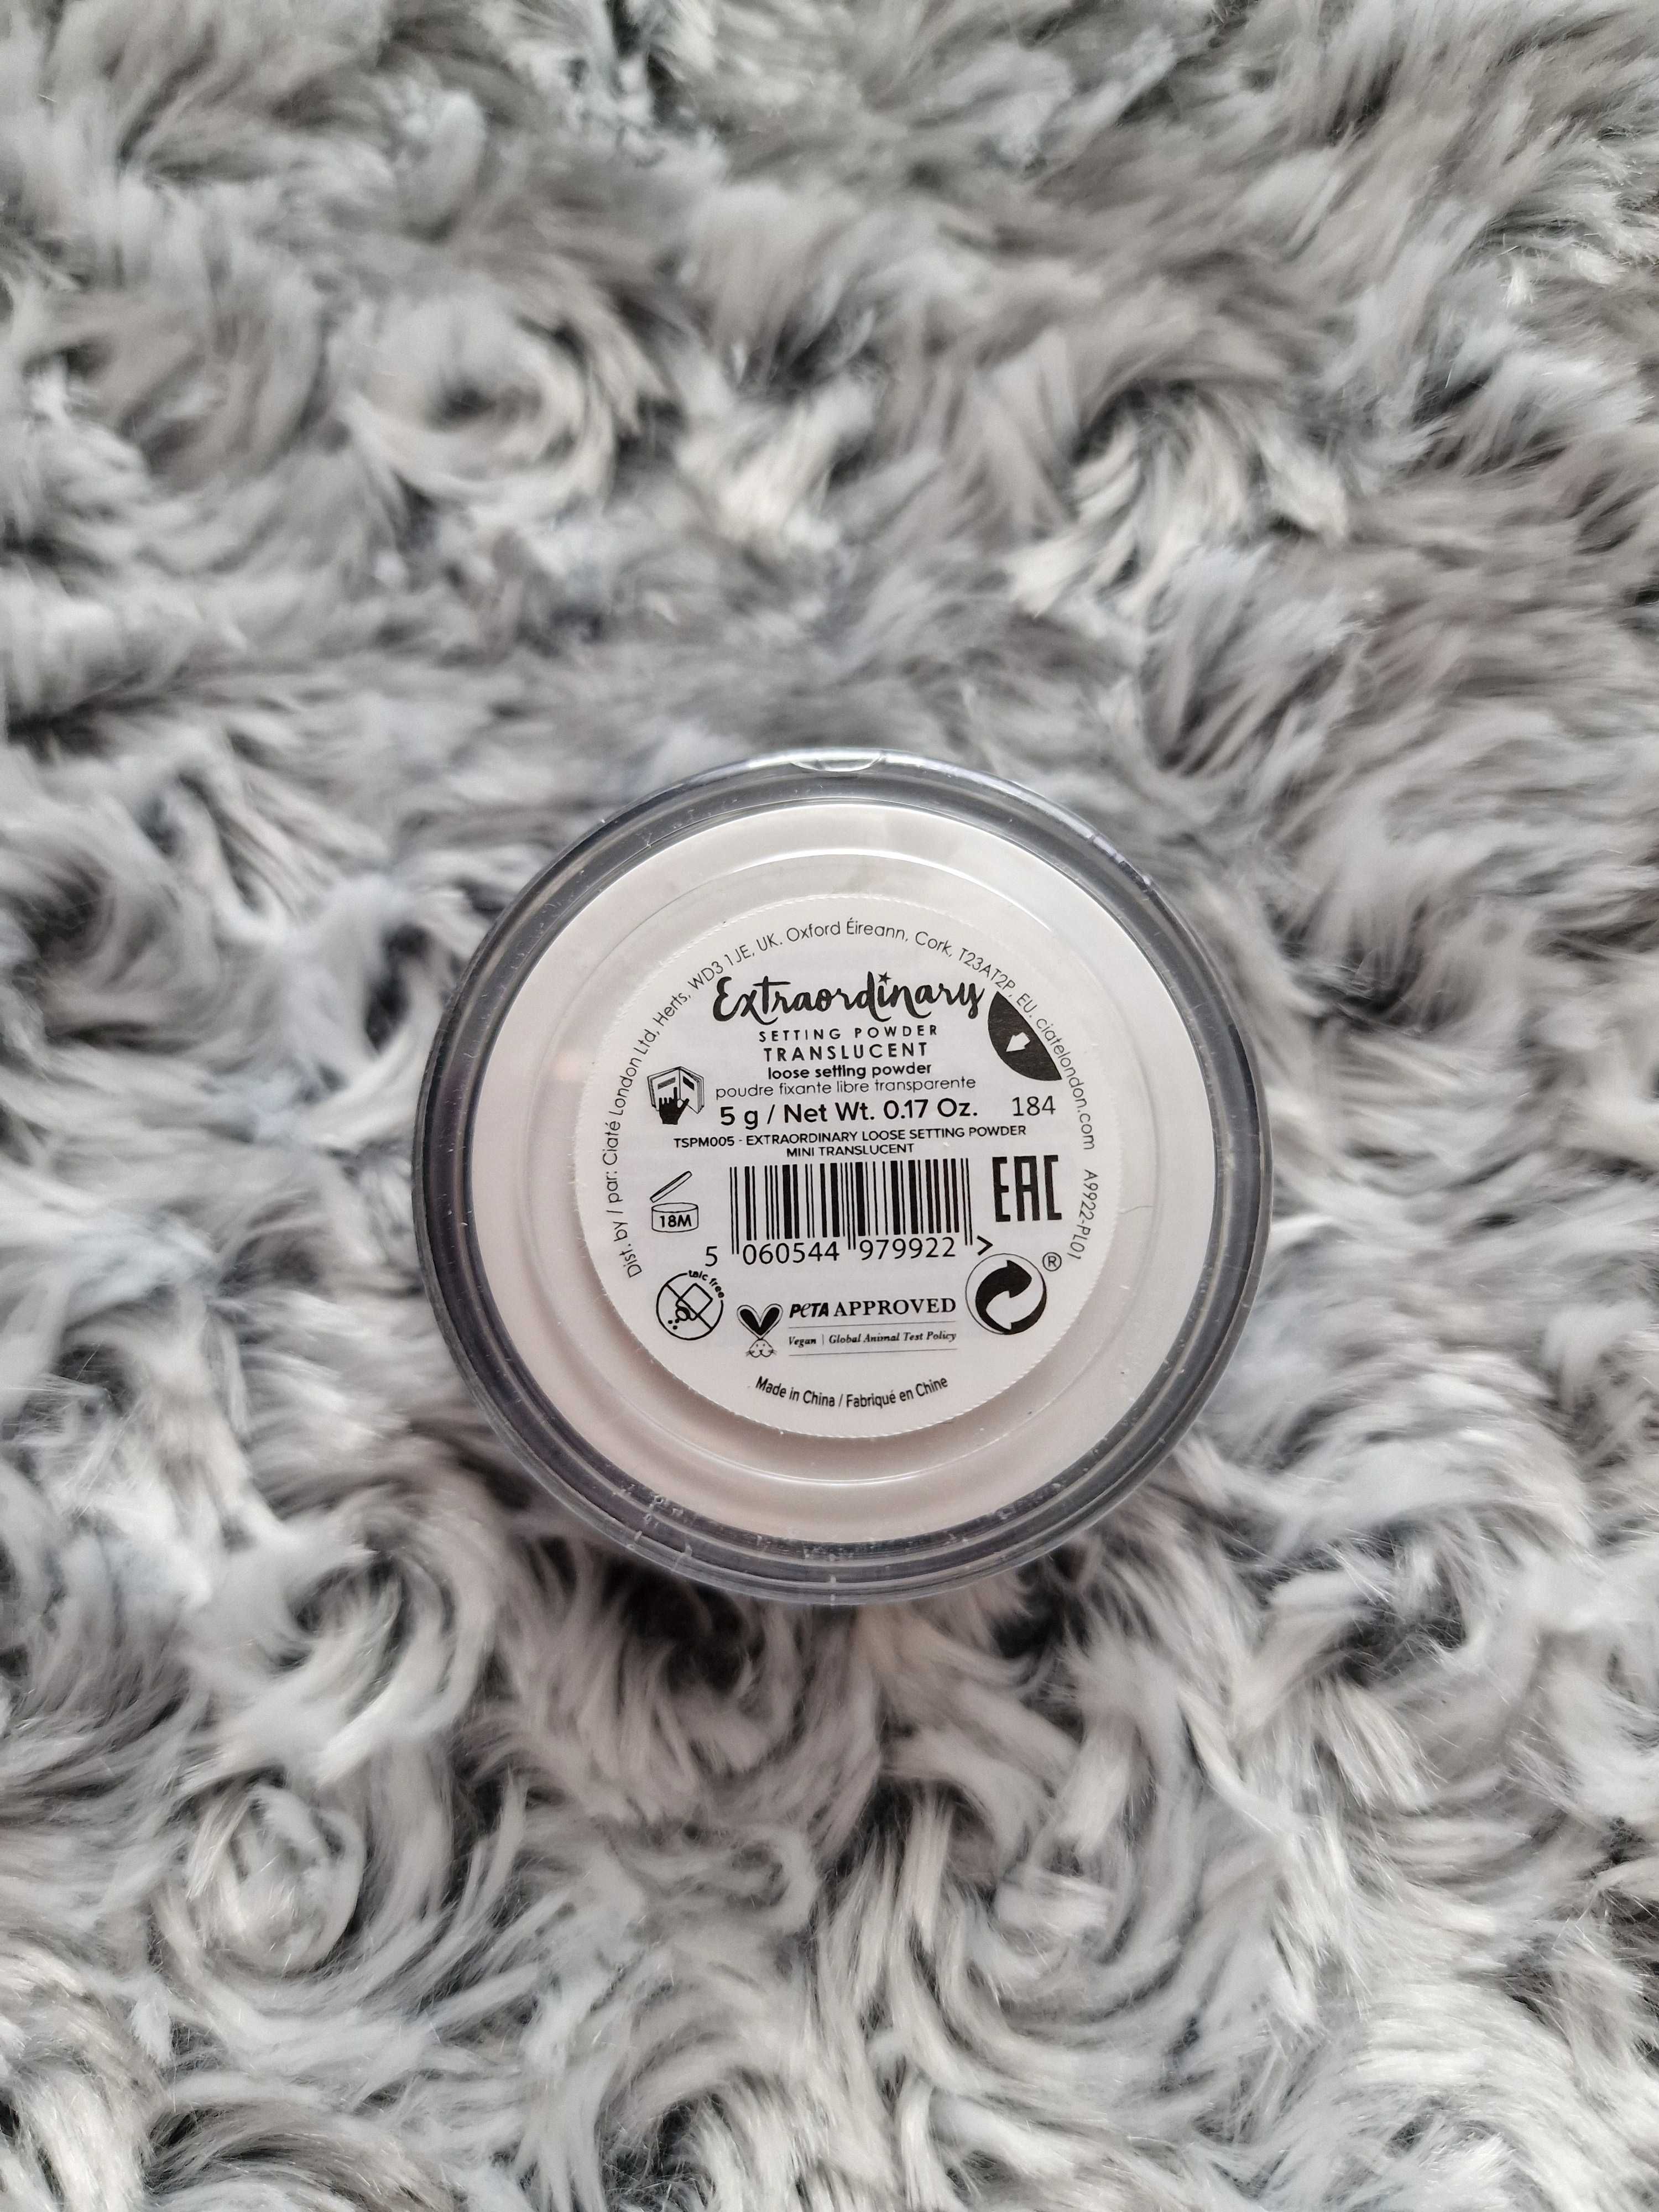 Dist. by / par: Ciaté London Ltd, Herts, WD3 1JE, UK. Oxford Éireann, Cork, T23AT2P, EU. ciatelondon.com A9922-PL01
Extraordinary
SETTING POWDER
TRANSLUCENT
loose setting powder
poudre fixante libre transparente
5 g / Net Wt. 0.17 Oz. 184
TSPM005 - EXTRAORDINARY LOOSE SETTING POWDER
MINI TRANSLUCENT
18M
EAC
5 060544 979922 >
talc free
®
PETA APPROVED
Vegan | Global Animal Test Policy
Made in China / Fabriqué en Chine